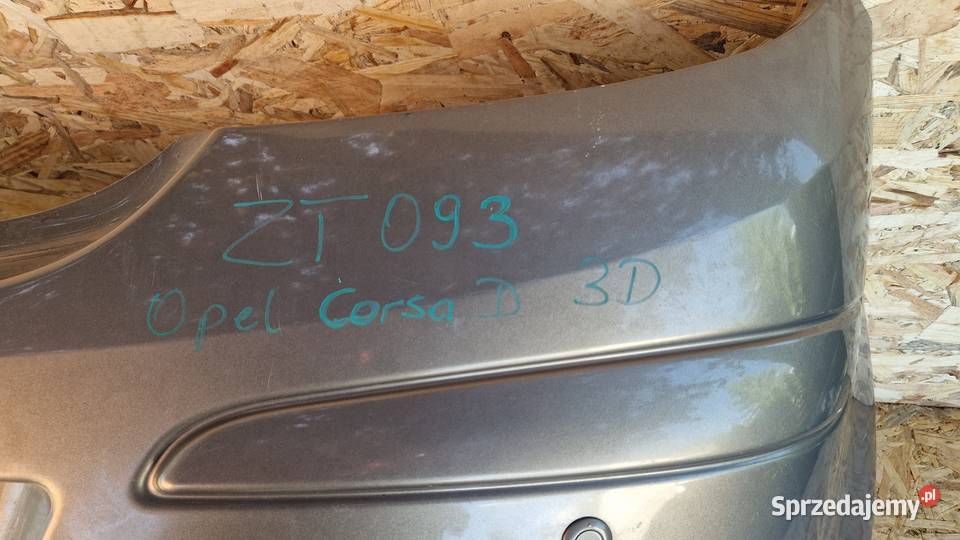 ZT 093
Opel Corsa D 3D
Sprzedajemy.pl